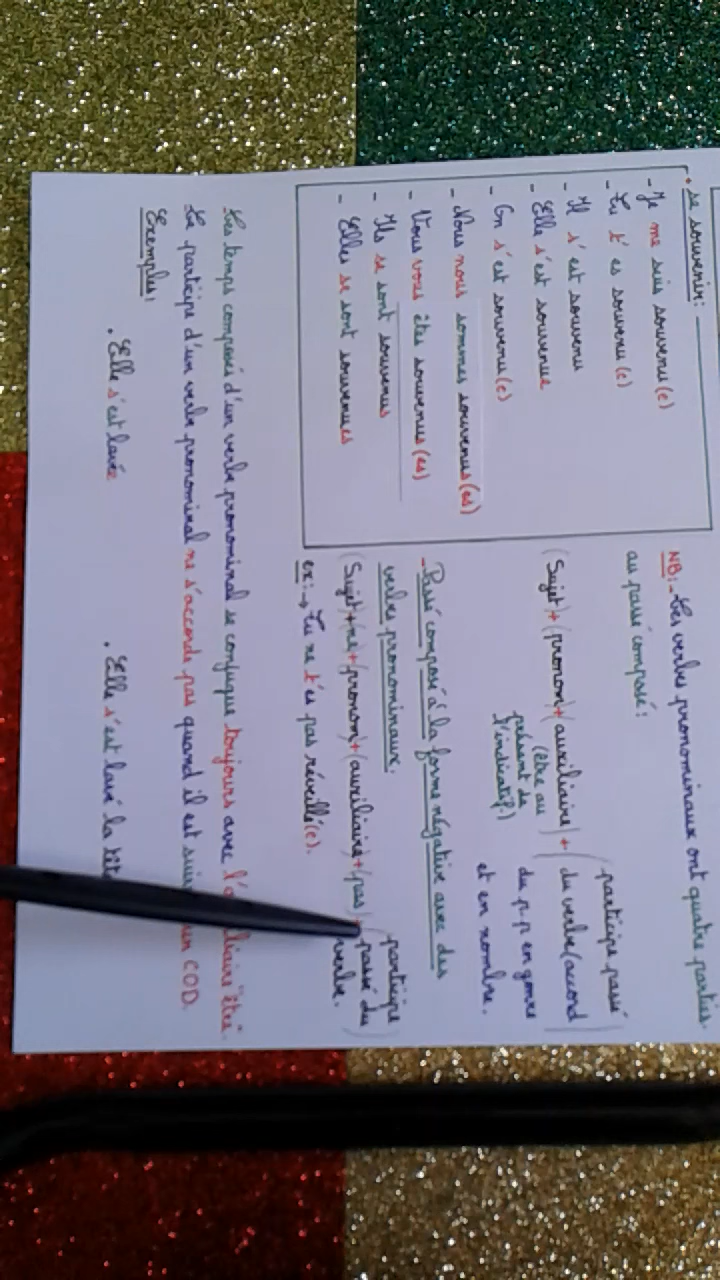 • se souvenir:
- Je me suis souvenu(e)
- Tu t'es souvenu(e)
- Il s'est souvenu
- Elle s'est souvenue
- On s'est souvenu(e)
- Nous nous sommes souvenus(es)
- Vous vous êtes souvenus(es)
- Ils se sont souvenus
- Elles se sont souvenues
NB:- Les verbes pronominaux ont quatre parties
au passé composé:
(Sujet)+(pronom)+(auxiliaire)+(participe passé
(être au
présent de
l'indicatif.)
du verbe(accord
du p.p en genre
et en nombre.
- Passé composé à la forme négative avec des
verbes pronominaux.
(Sujet+ne+(pronom)+(auxiliaire)+(pas)+(participe
passé du
verbe.)
ex:→ Tu ne t'es pas réveillé(e).
Les temps composé d'un verbe pronominal se conjugue toujours avec l' "être.
Le participe d'un verbe pronominal ne s'accorde pas quand il est un COD.
Exemples:
. Elle s'est lavée
. Elle s'est lavé la